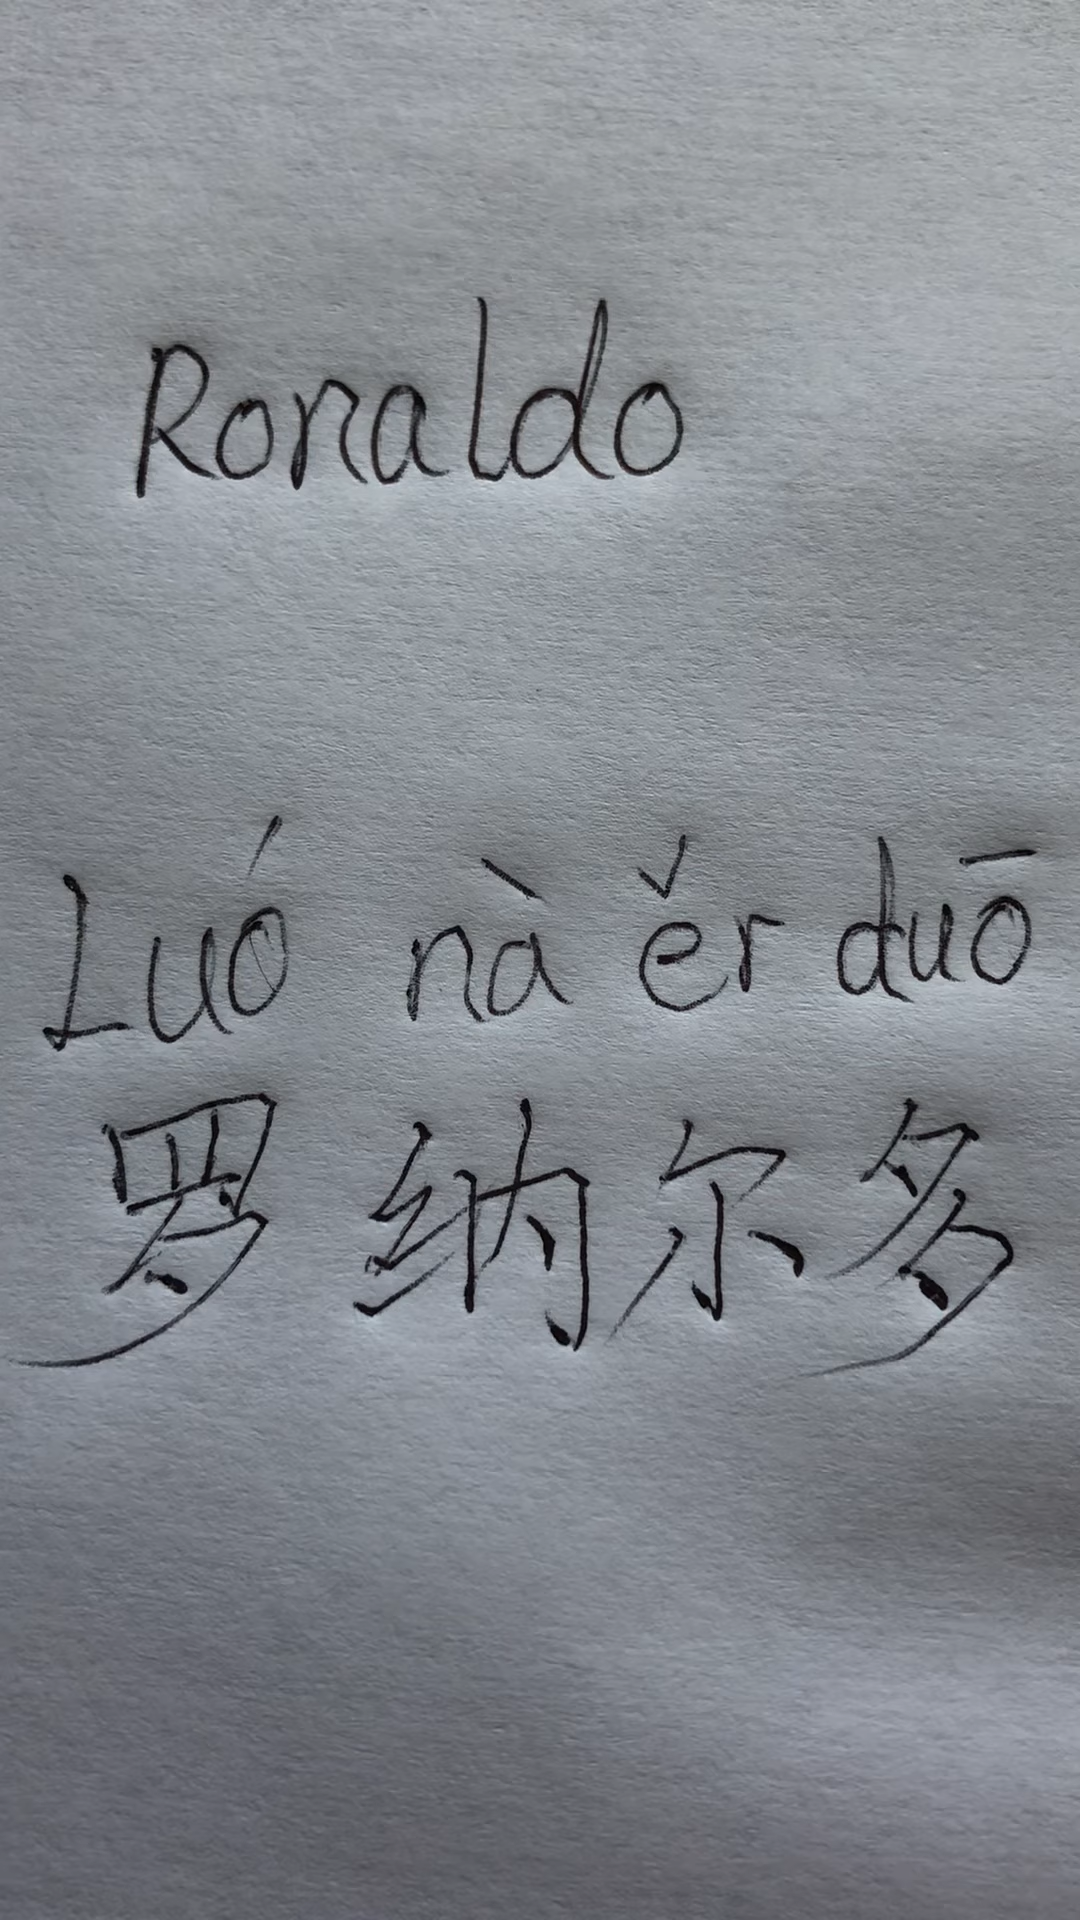 Ronaldo
Luó nà ěr duō
罗纳尔多